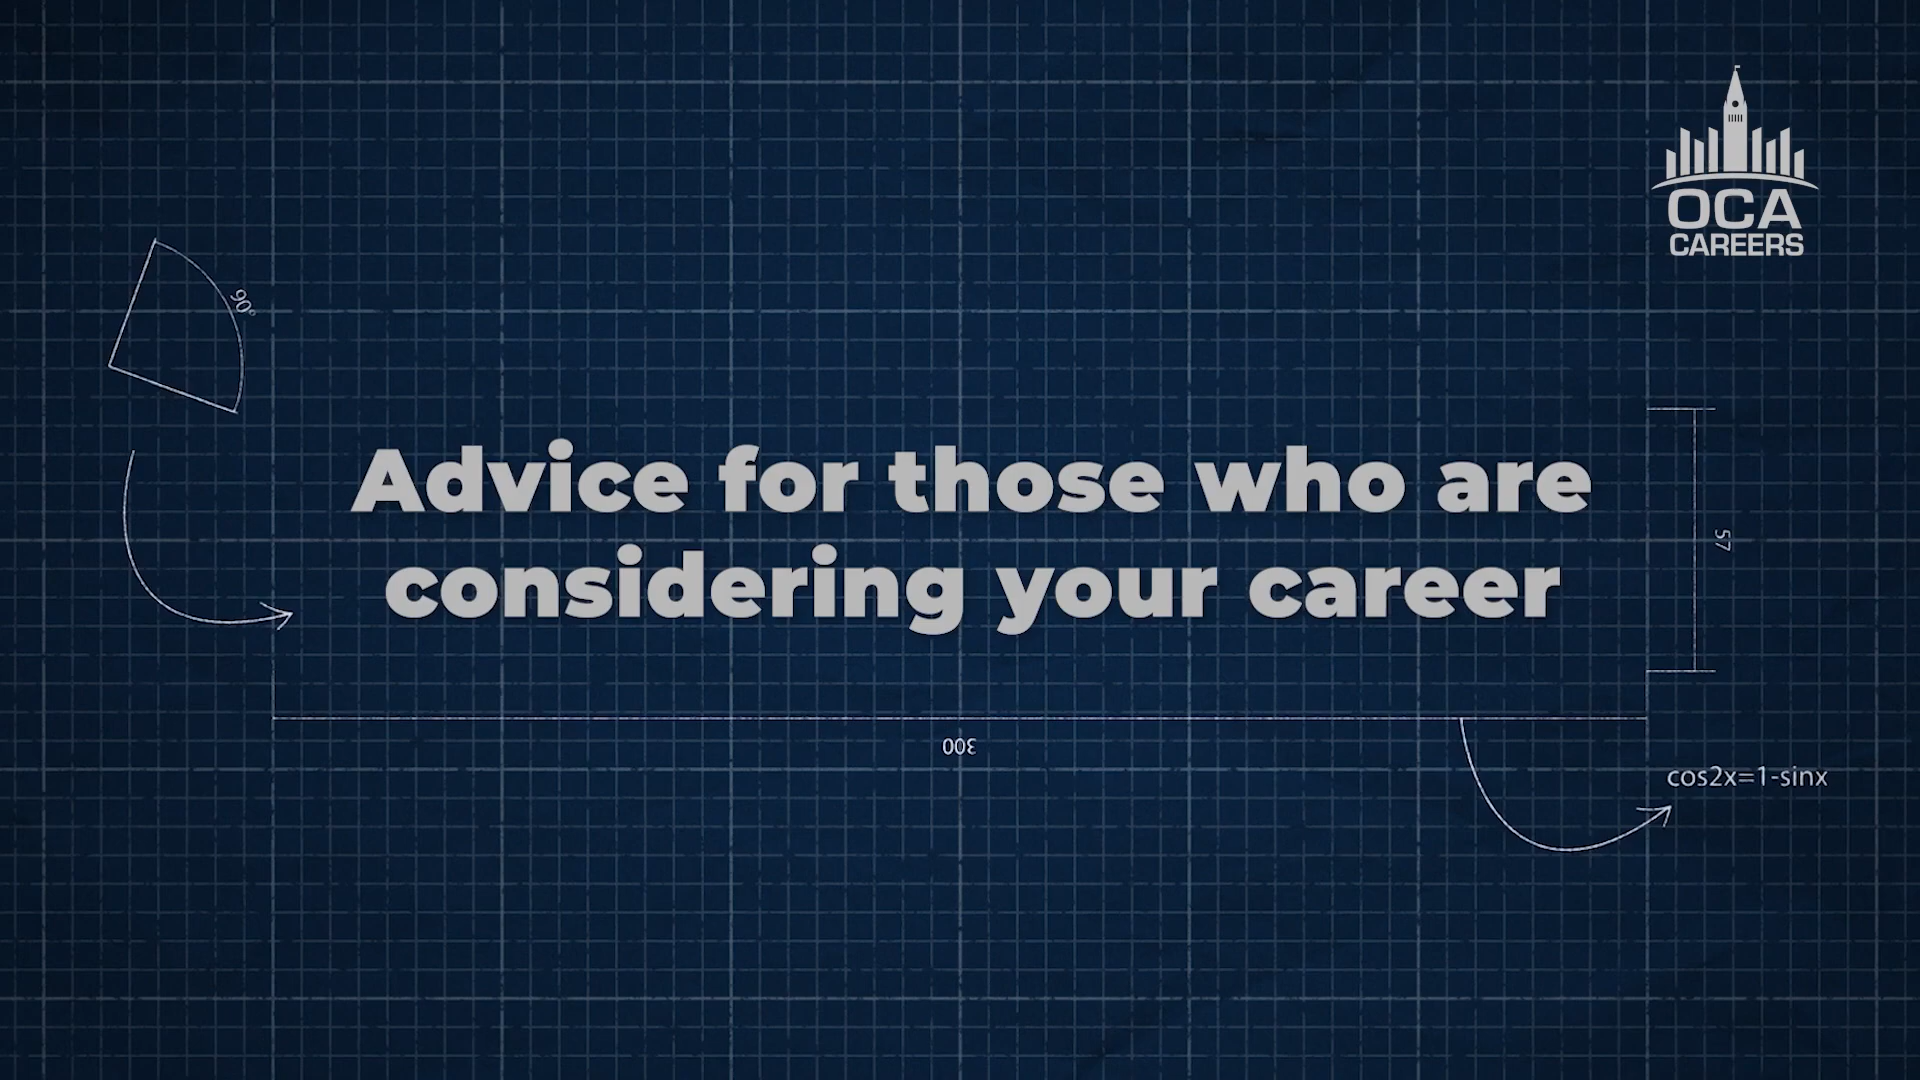 OCA
CAREERS
90°
Advice for those who are
considering your career
57
300
cos2x=1-sinx